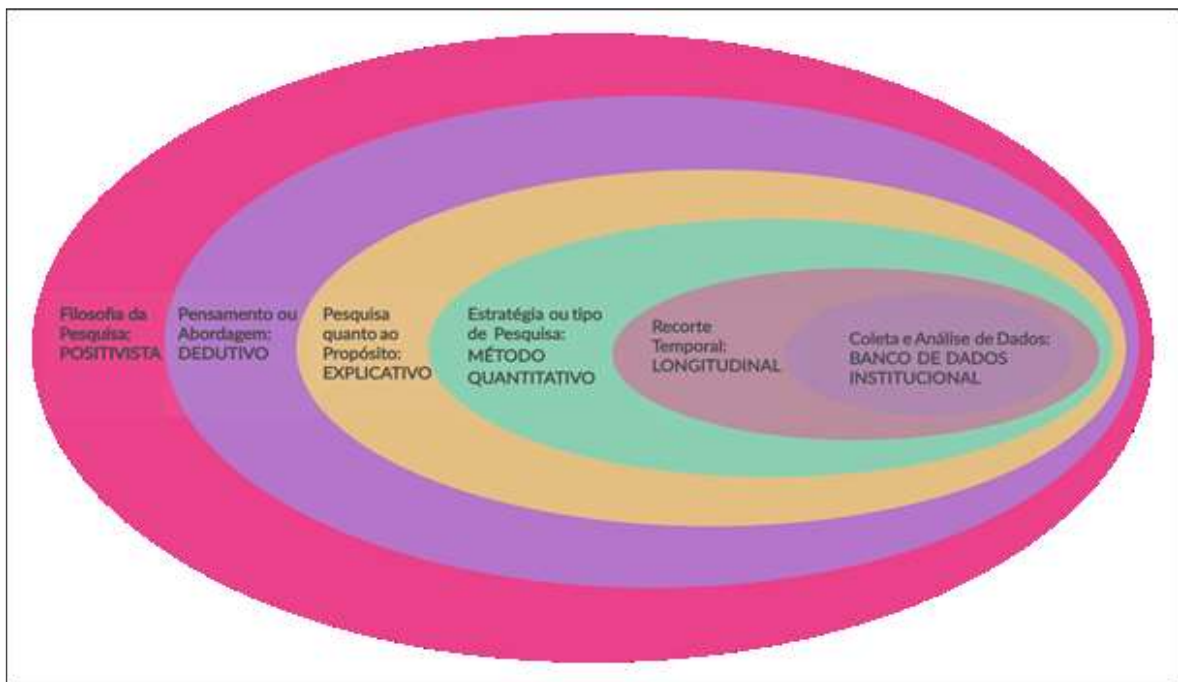 Filosofia da
Pesquisa:
POSITIVISTA
Pensamento ou
Abordagem:
DEDUTIVO
Pesquisa
quanto ao
Propósito:
EXPLICATIVO
Estratégia ou tipo
de Pesquisa:
MÉTODO
QUANTITATIVO
Recorte
Temporal:
LONGITUDINAL
Coleta e Análise de Dados:
BANCO DE DADOS
INSTITUCIONAL